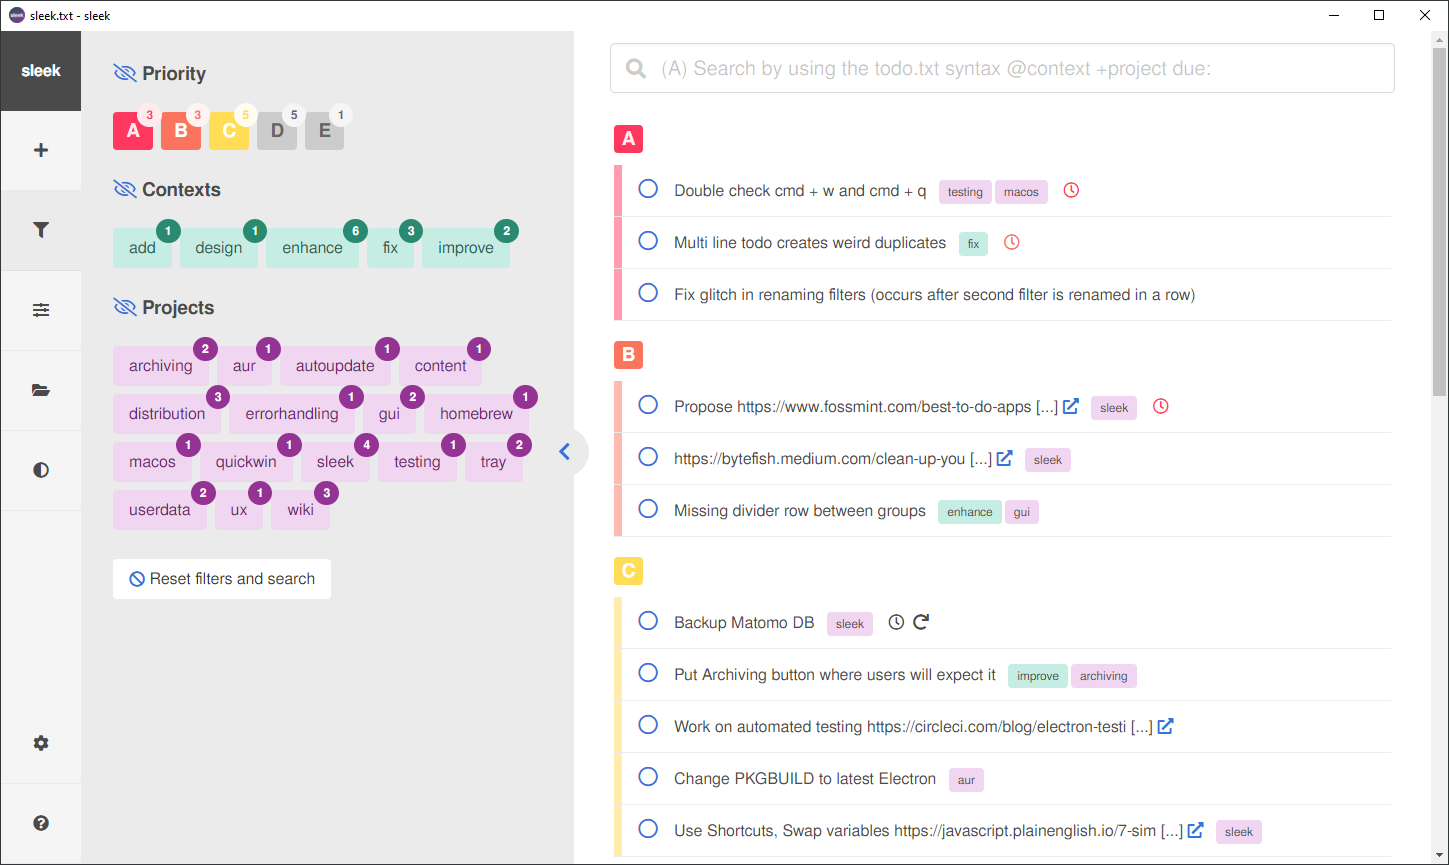 sleek sleek.txt - sleek
sleek
Priority
A 3 B 3 C 5 D 5 E 1
Contexts
add 1 design 1 enhance 6 fix 3 improve 2
Projects
archiving 2 aur 1 autoupdate 1 content 1
distribution 3 errorhandling 1 gui 2 homebrew 1
macos 1 quickwin 1 sleek 4 testing 1 tray 2
userdata 2 ux 1 wiki 3
Reset filters and search
(A) Search by using the todo.txt syntax @context +project due:
A
Double check cmd + w and cmd + q testing macos
Multi line todo creates weird duplicates fix
Fix glitch in renaming filters (occurs after second filter is renamed in a row)
B
Propose https://www.fossmint.com/best-to-do-apps [...] sleek
https://bytefish.medium.com/clean-up-you [...] sleek
Missing divider row between groups enhance gui
C
Backup Matomo DB sleek
Put Archiving button where users will expect it improve archiving
Work on automated testing https://circleci.com/blog/electron-testi [...]
Change PKGBUILD to latest Electron aur
Use Shortcuts, Swap variables https://javascript.plainenglish.io/7-sim [...] sleek